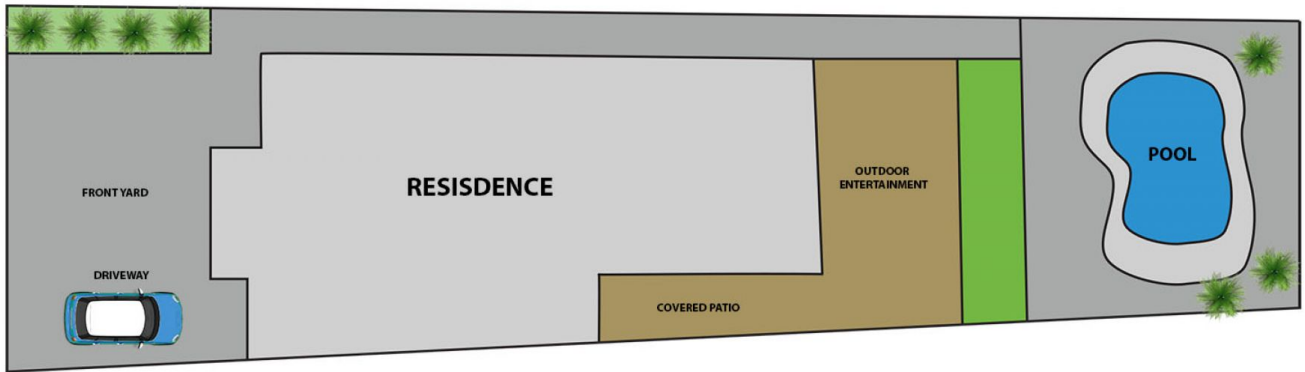 FRONT YARD
DRIVEWAY
RESISDENCE
COVERED PATIO
OUTDOOR
ENTERTAINMENT
POOL